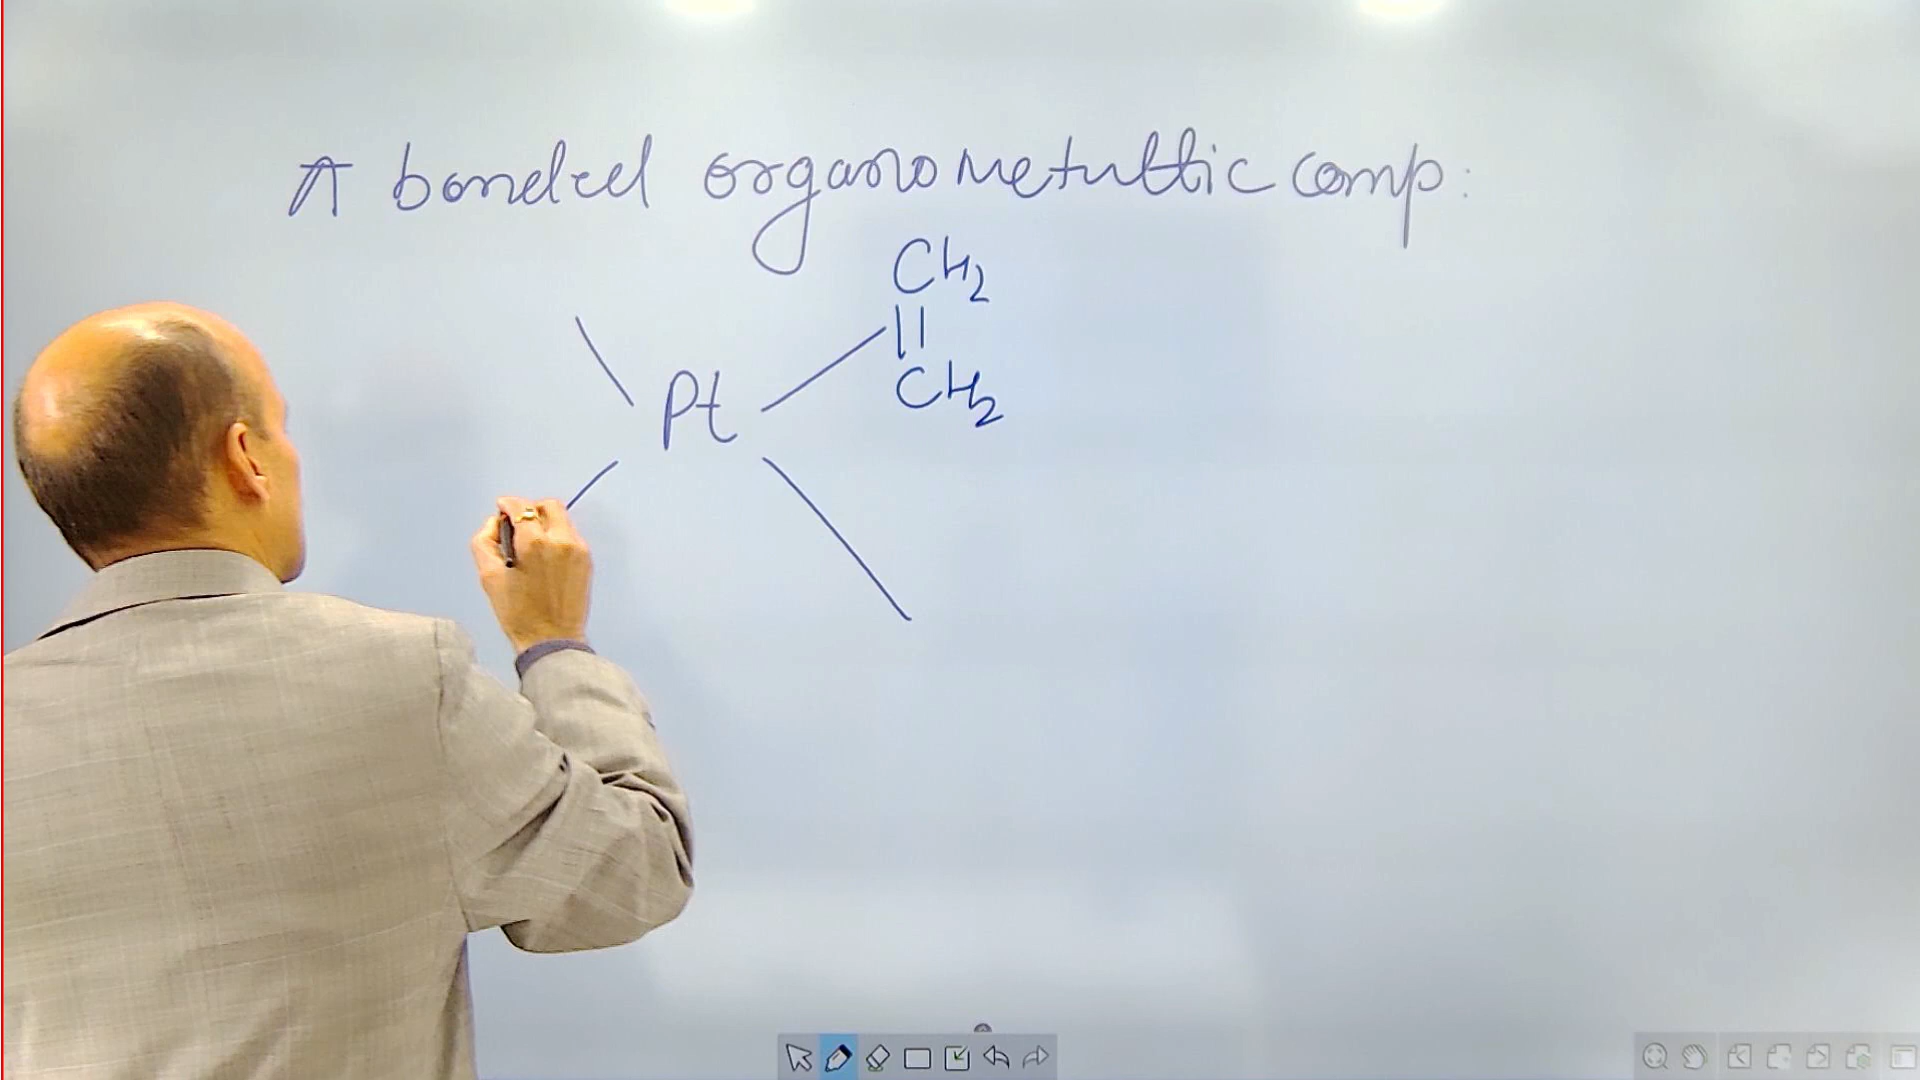 π bonded organometallic comp:
CH₂
||
Pt
CH₂